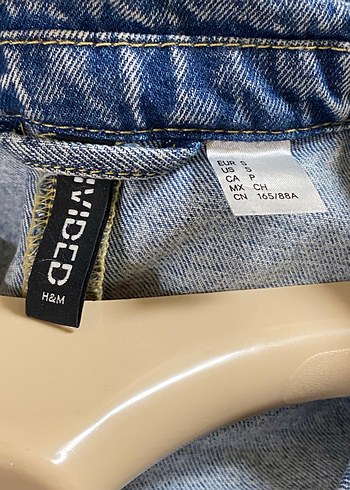 EUR S
US S
CA P
MX CH
CN 165/88A
IVIDED
H&M